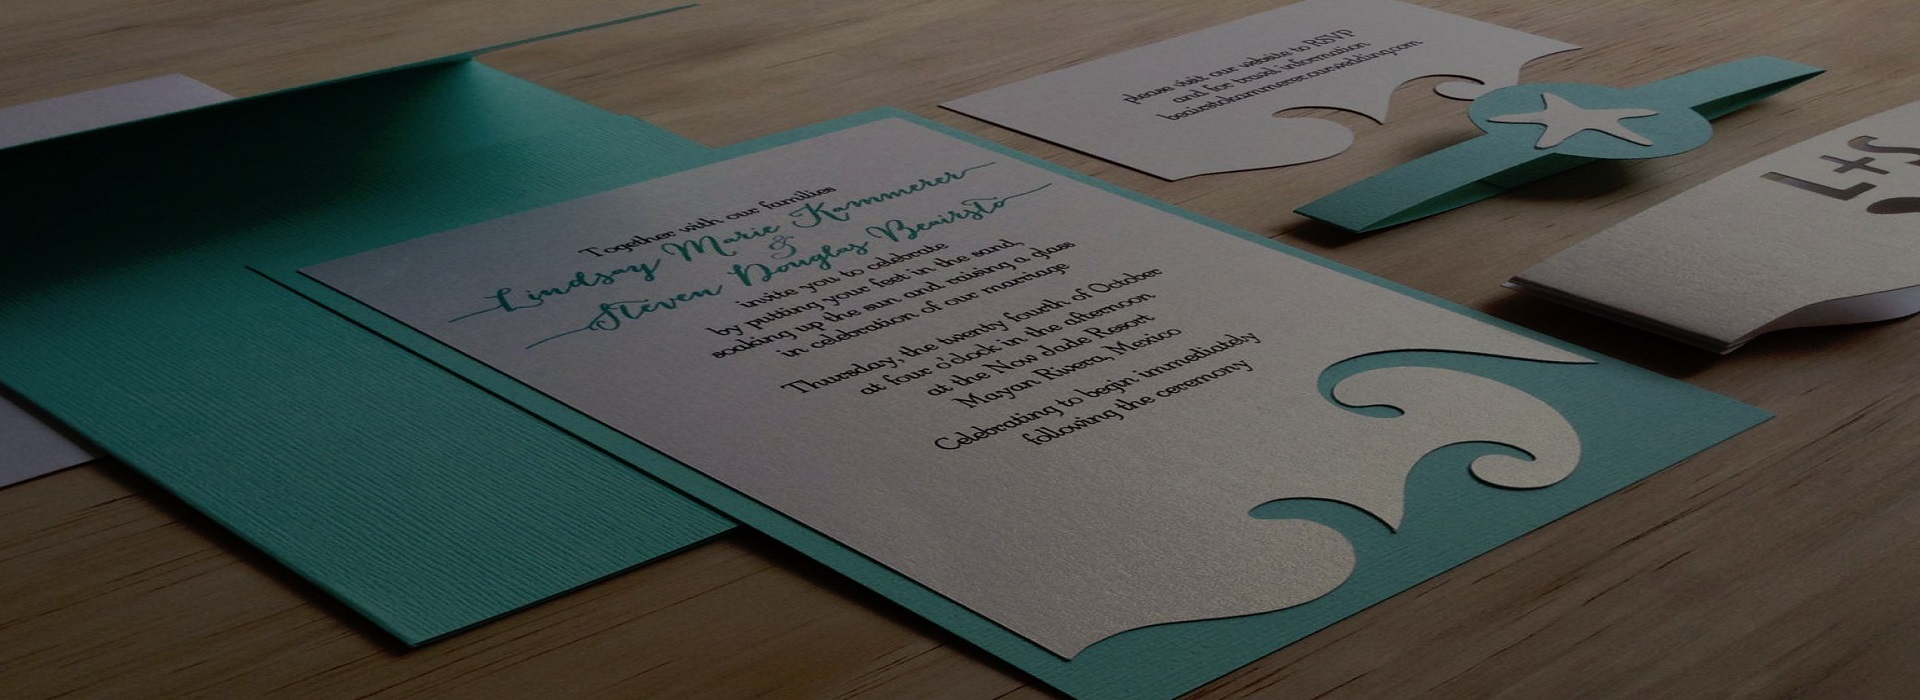 Together with our families
Lindsay Marie Kammerer
&
Steven Douglas Beairsto
invite you to celebrate
by putting your feet in the sand,
soaking up the sun and raising a glass
in celebration of our marriage
Thursday, the twenty fourth of October
at four o'clock in the afternoon
at the Now Jade Resort
Mayan Rivera, Mexico
Celebrating to begin immediately
following the ceremony
please visit our website to RSVP
and for travel information
beairstokammerer.ourwedding.com
L+S